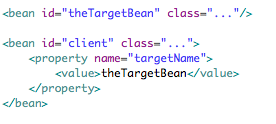 <bean id="theTargetBean" class="..."/>
<bean id="client" class="...">
<property name="targetName">
<value>theTargetBean</value>
</property>
</bean>